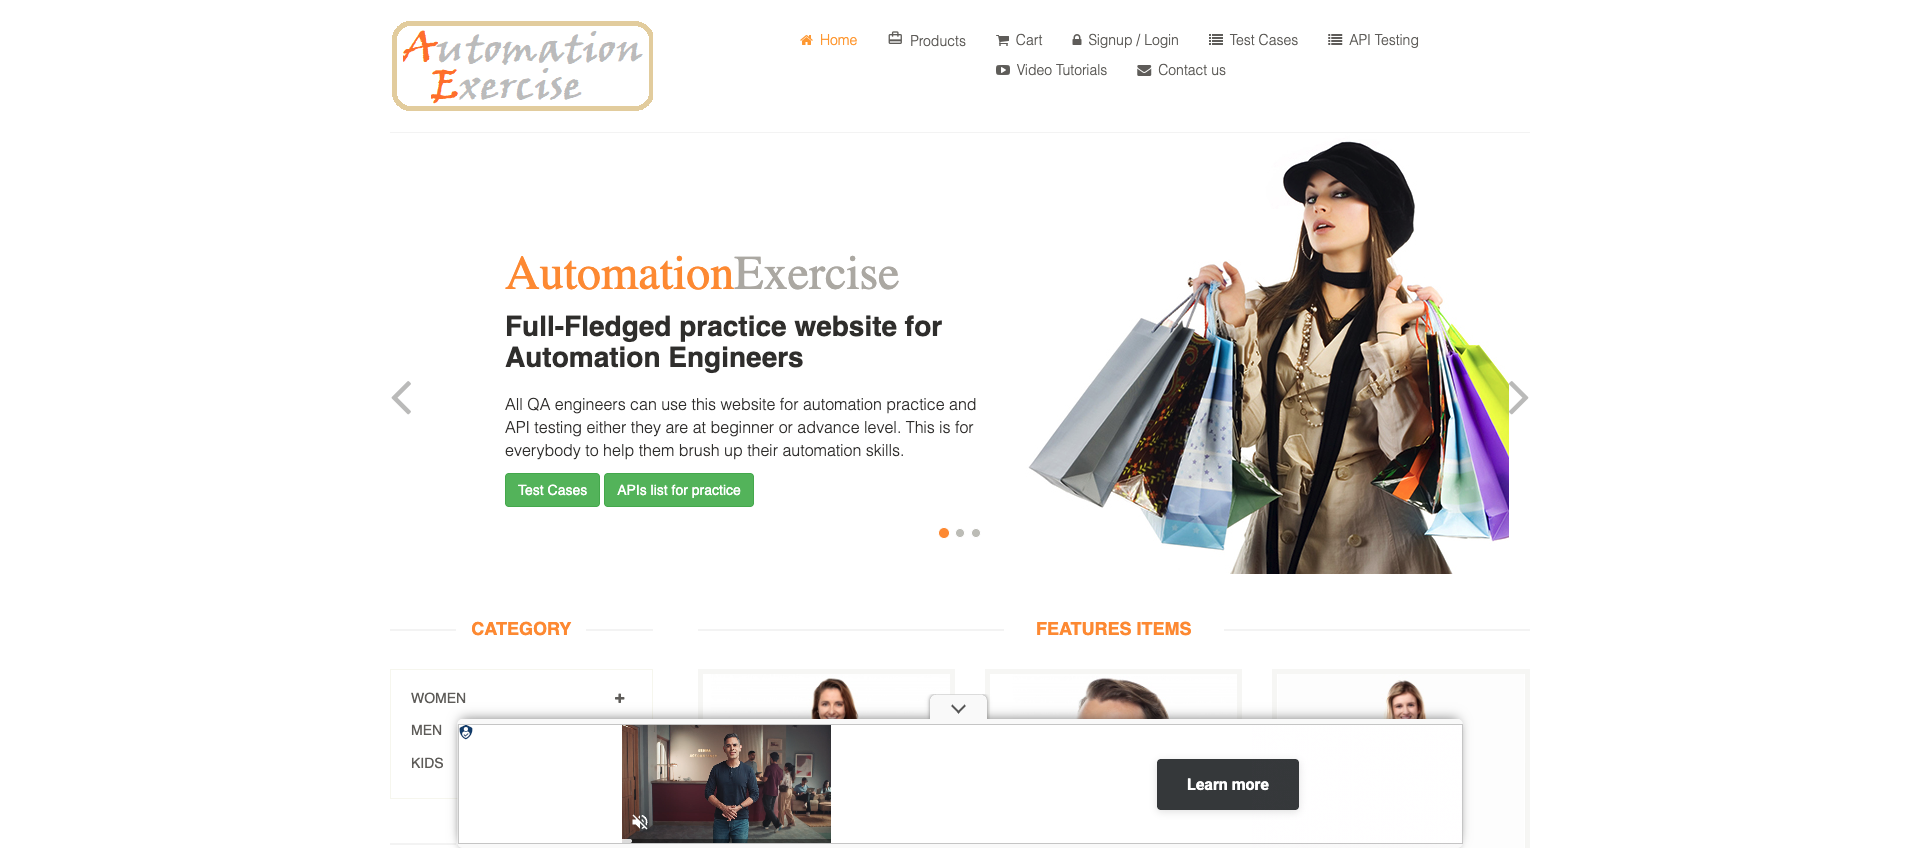 Automation
Exercise
Home
Products
Cart
Signup / Login
Test Cases
API Testing
Video Tutorials
Contact us
AutomationExercise
Full-Fledged practice website for
Automation Engineers
All QA engineers can use this website for automation practice and
API testing either they are at beginner or advance level. This is for
everybody to help them brush up their automation skills.
Test Cases
APIs list for practice
CATEGORY
FEATURES ITEMS
WOMEN
MEN
KIDS
Learn more